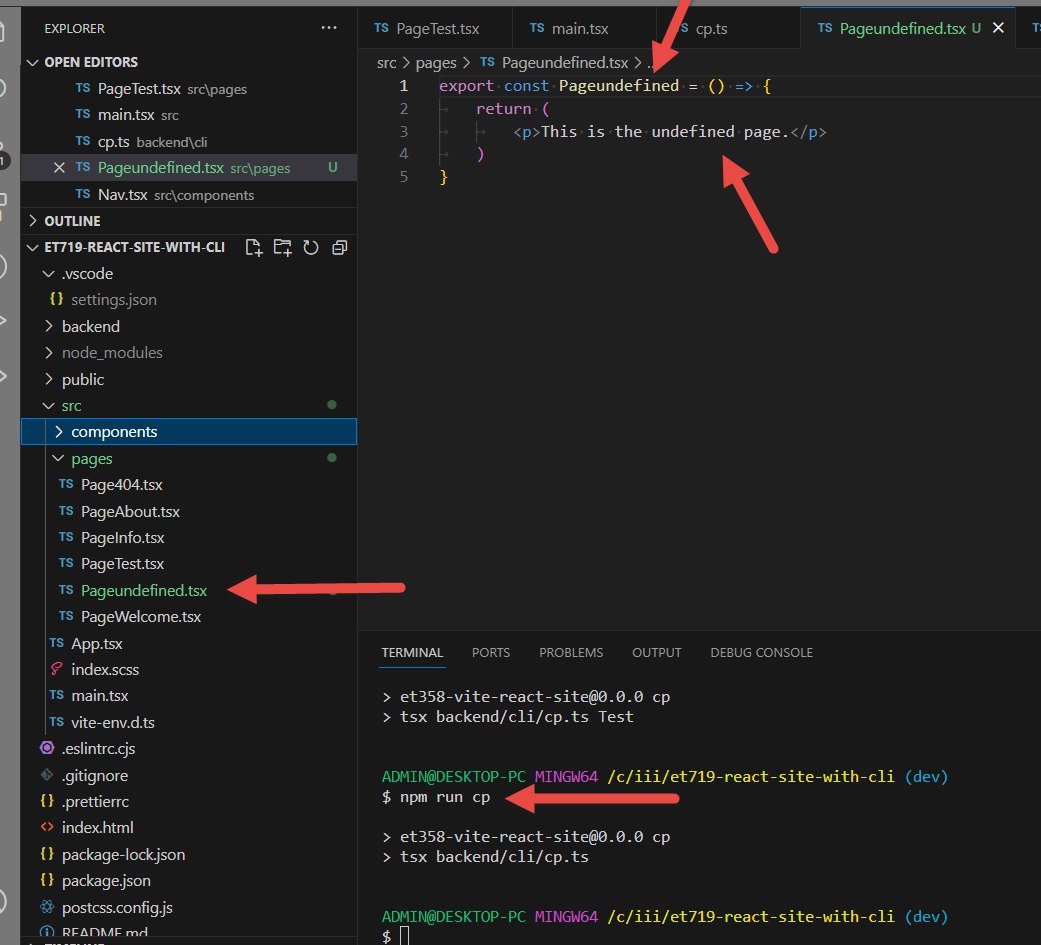 EXPLORER ···
OPEN EDITORS
TS PageTest.tsx src\pages
TS main.tsx src
TS cp.ts backend\cli
TS Pageundefined.tsx src\pages U
TS Nav.tsx src\components
OUTLINE
ET719-REACT-SITE-WITH-CLI
.vscode
{} settings.json
backend
node_modules
public
src
components
pages
TS Page404.tsx
TS PageAbout.tsx
TS PageInfo.tsx
TS PageTest.tsx
TS Pageundefined.tsx
TS PageWelcome.tsx
TS App.tsx
index.scss
TS main.tsx
TS vite-env.d.ts
.eslintrc.cjs
.gitignore
{} .prettierrc
<> index.html
{} package-lock.json
{} package.json
postcss.config.js
README.md
TS PageTest.tsx TS main.tsx S cp.ts TS Pageundefined.tsx U TS
src > pages > TS Pageundefined.tsx > ..
1 export const Pageundefined = () => {
2 return (
3 <p>This is the undefined page.</p>
4 )
5 }
TERMINAL PORTS PROBLEMS OUTPUT DEBUG CONSOLE
> et358-vite-react-site@0.0.0 cp
> tsx backend/cli/cp.ts Test
ADMIN@DESKTOP-PC MINGW64 /c/iii/et719-react-site-with-cli (dev)
$ npm run cp
> et358-vite-react-site@0.0.0 cp
> tsx backend/cli/cp.ts
ADMIN@DESKTOP-PC MINGW64 /c/iii/et719-react-site-with-cli (dev)
$